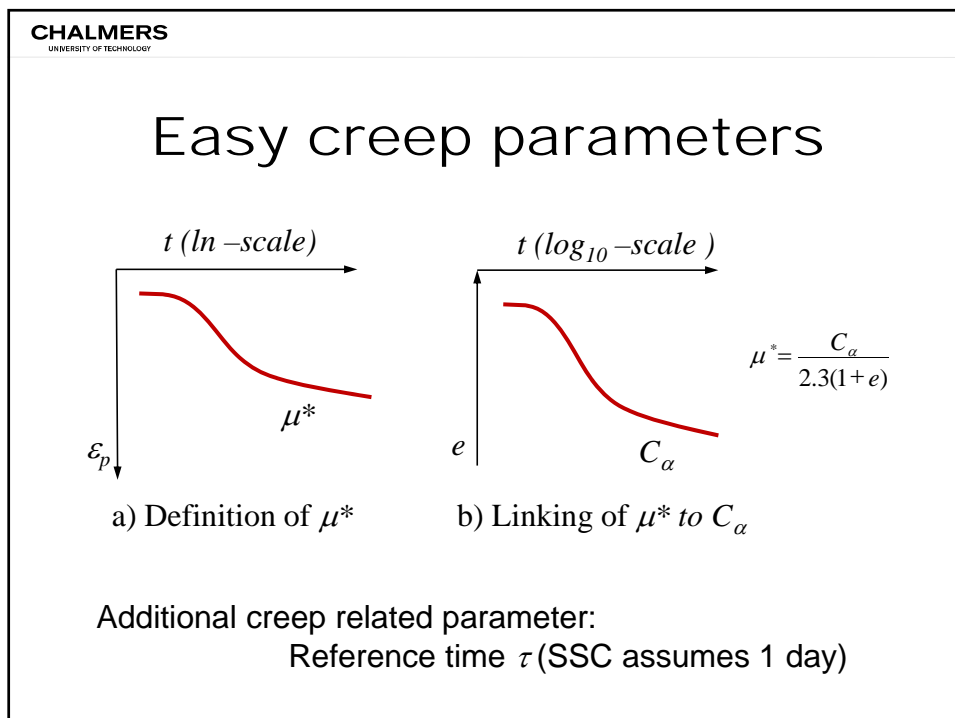 CHALMERS
UNIVERSITY OF TECHNOLOGY
Easy creep parameters
t (ln –scale)
μ*
εp
a) Definition of μ*
t (log10 –scale )
e
Cα
b) Linking of μ* to Cα
μ* = Cα / 2.3(1+ e)
Additional creep related parameter:
Reference time τ (SSC assumes 1 day)